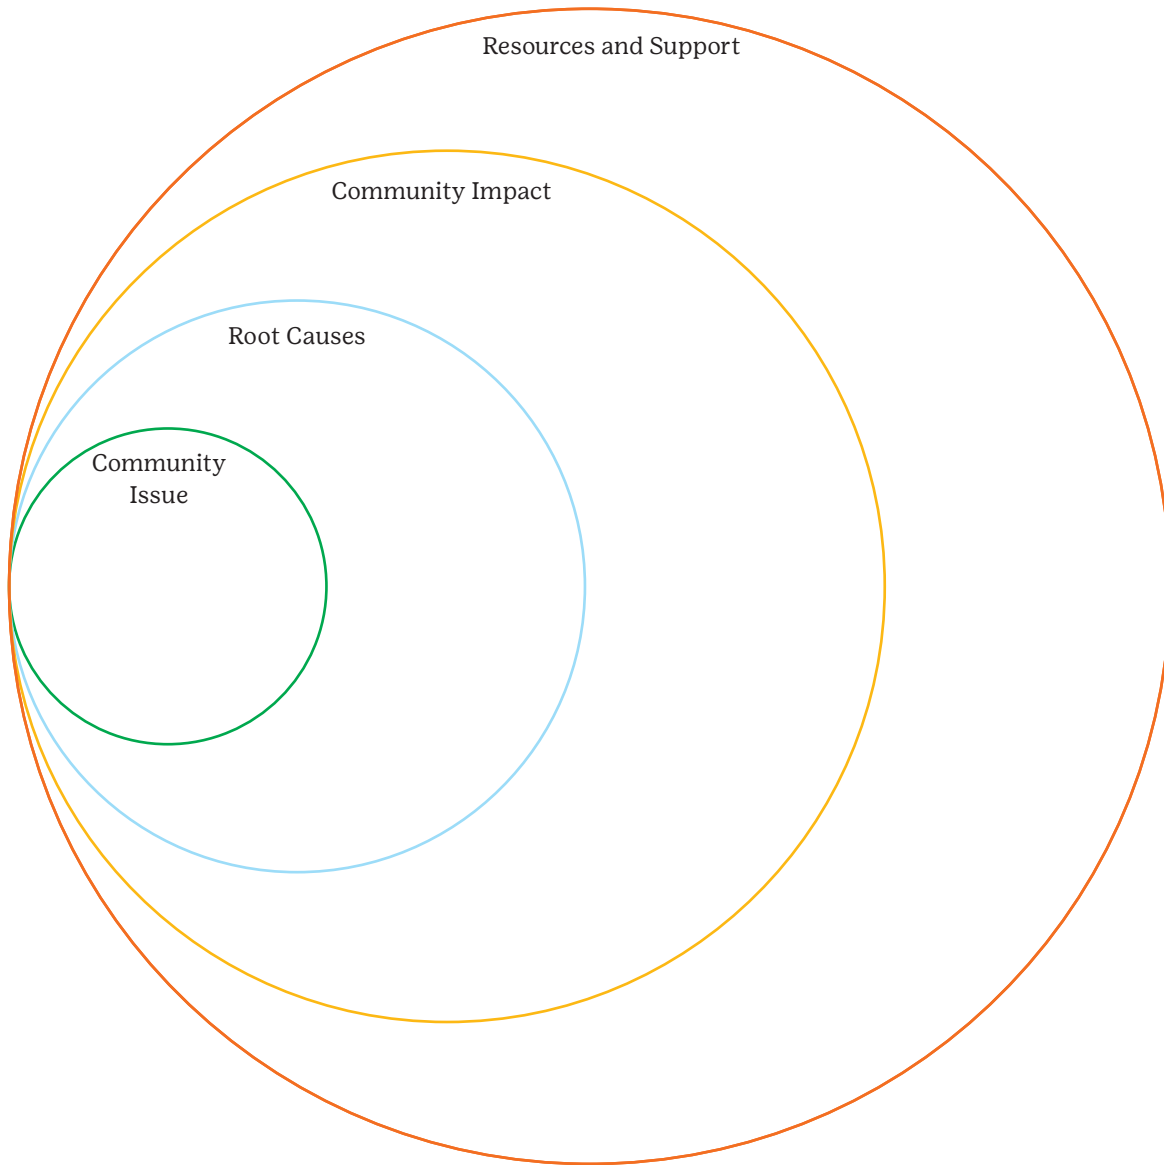 Resources and Support
Community Impact
Root Causes
Community
Issue